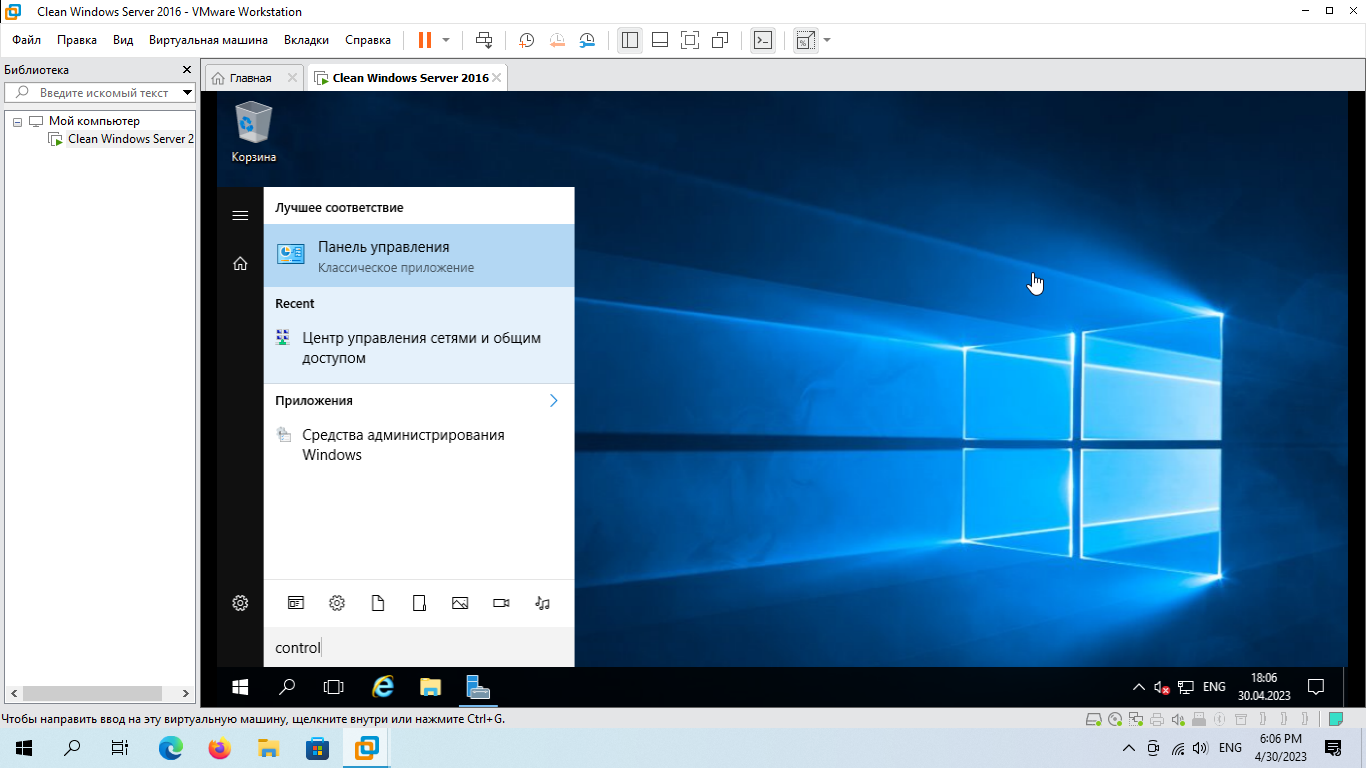 Clean Windows Server 2016 - VMware Workstation
Файл Правка Вид Виртуальная машина Вкладки Справка
Библиотека
Главная
Clean Windows Server 2016
Введите искомый текст
Мой компьютер
Clean Windows Server 2
Корзина
Лучшее соответствие
Панель управления
Классическое приложение
Recent
Центр управления сетями и общим
доступом
Приложения
Средства администрирования
Windows
control
ENG
18:06
30.04.2023
Чтобы направить ввод на эту виртуальную машину, щелкните внутри или нажмите Ctrl+G.
ENG
6:06 PM
4/30/2023